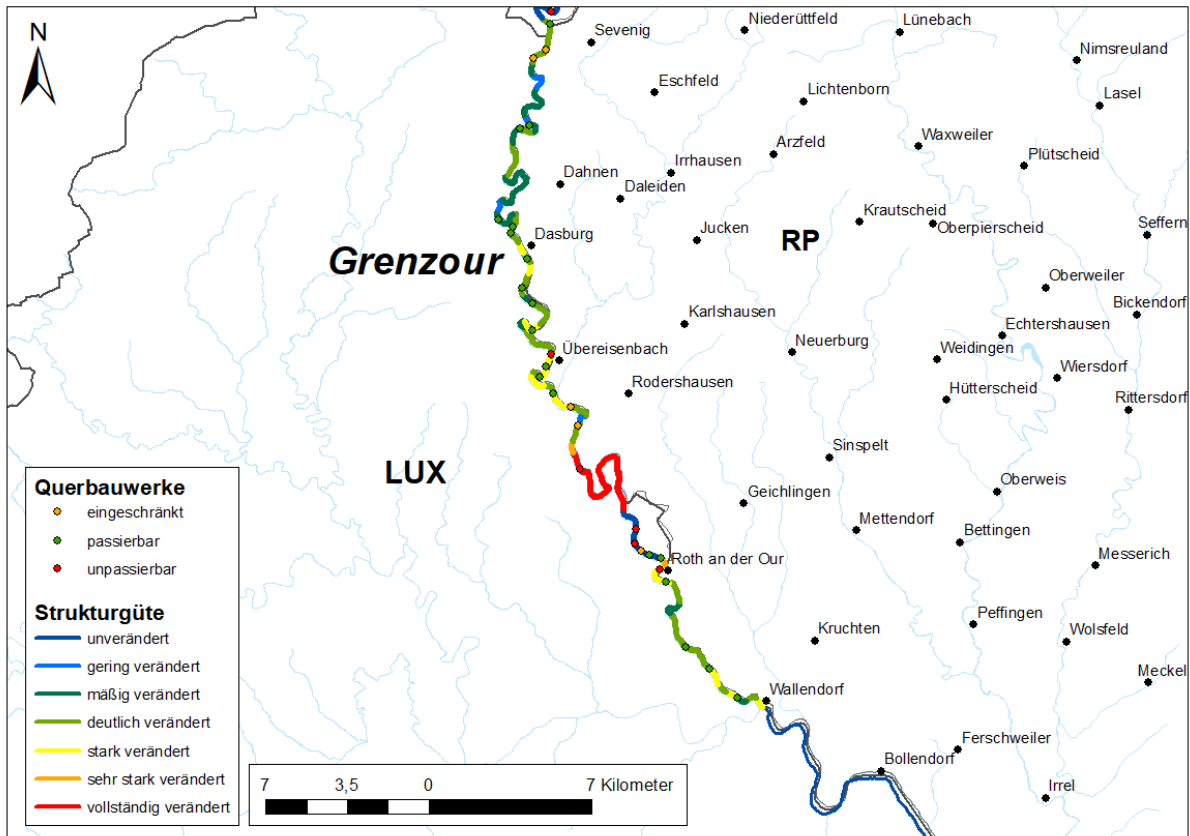 N
Sevenig
Niederüttfeld
Lünebach
Nimsreuland
Eschfeld
Lichtenborn
Lasel
Arzfeld
Waxweiler
Plütscheid
Irrhausen
Dahnen
Daleiden
Krautscheid
Oberpierscheid
Seffern
Jucken
RP
Dasburg
Grenzour
Oberweiler
Bickendorf
Karlshausen
Echtershausen
Übereisenbach
Neuerburg
Weidingen
Wiersdorf
Rodershausen
Hütterscheid
Rittersdorf
Sinspelt
LUX
Geichlingen
Oberweis
Mettendorf
Bettingen
Messerich
Roth an der Our
Peffingen
Kruchten
Wolsfeld
Meckel
Wallendorf
Ferschweiler
Bollendorf
Irrel
Querbauwerke
eingeschränkt
passierbar
unpassierbar
Strukturgüte
unverändert
gering verändert
mäßig verändert
deutlich verändert
stark verändert
sehr stark verändert
vollständig verändert
7 3,5 0 7 Kilometer